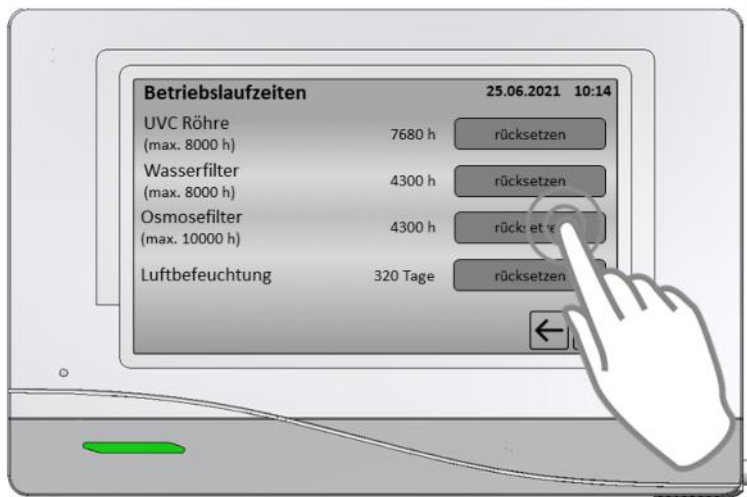 Betriebslaufzeiten 25.06.2021 10:14
UVC Röhre
(max. 8000 h) 7680 h rücksetzen
Wasserfilter
(max. 8000 h) 4300 h rücksetzen
Osmosefilter
(max. 10000 h) 4300 h rücksetzen
Luftbefeuchtung 320 Tage rücksetzen